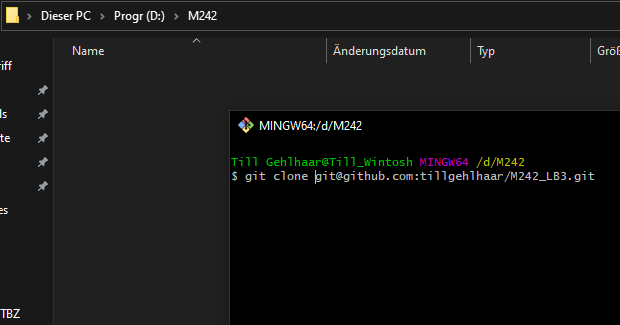 Dieser PC > Progr (D:) > M242
Name Änderungsdatum Typ Größ
riff
ds
te
es
TBZ
MINGW64:/d/M242
Till Gehlhaar@Till_Wintosh MINGW64 /d/M242
$ git clone git@github.com:tillgehlhaar/M242_LB3.git